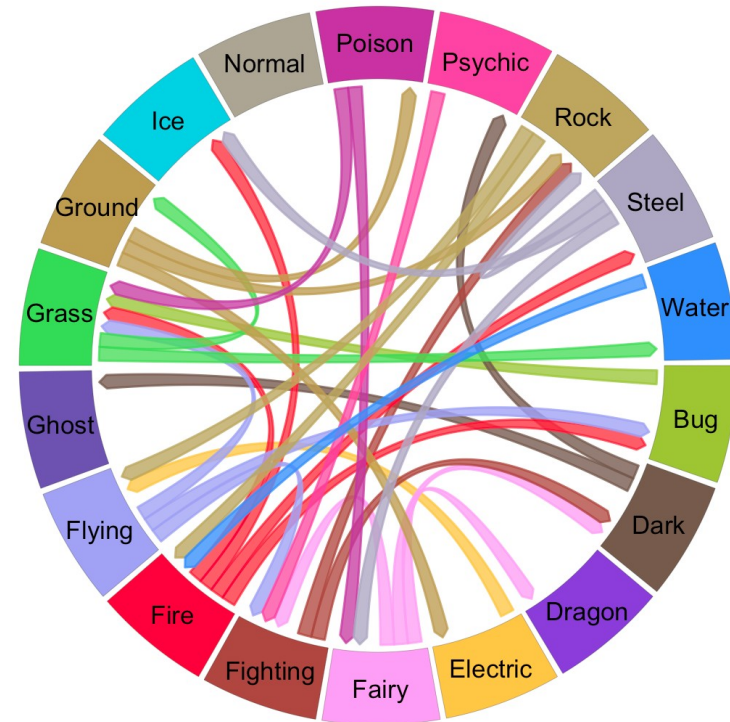 Poison
Psychic
Rock
Steel
Water
Bug
Dark
Dragon
Electric
Fairy
Fighting
Fire
Flying
Ghost
Grass
Ground
Ice
Normal